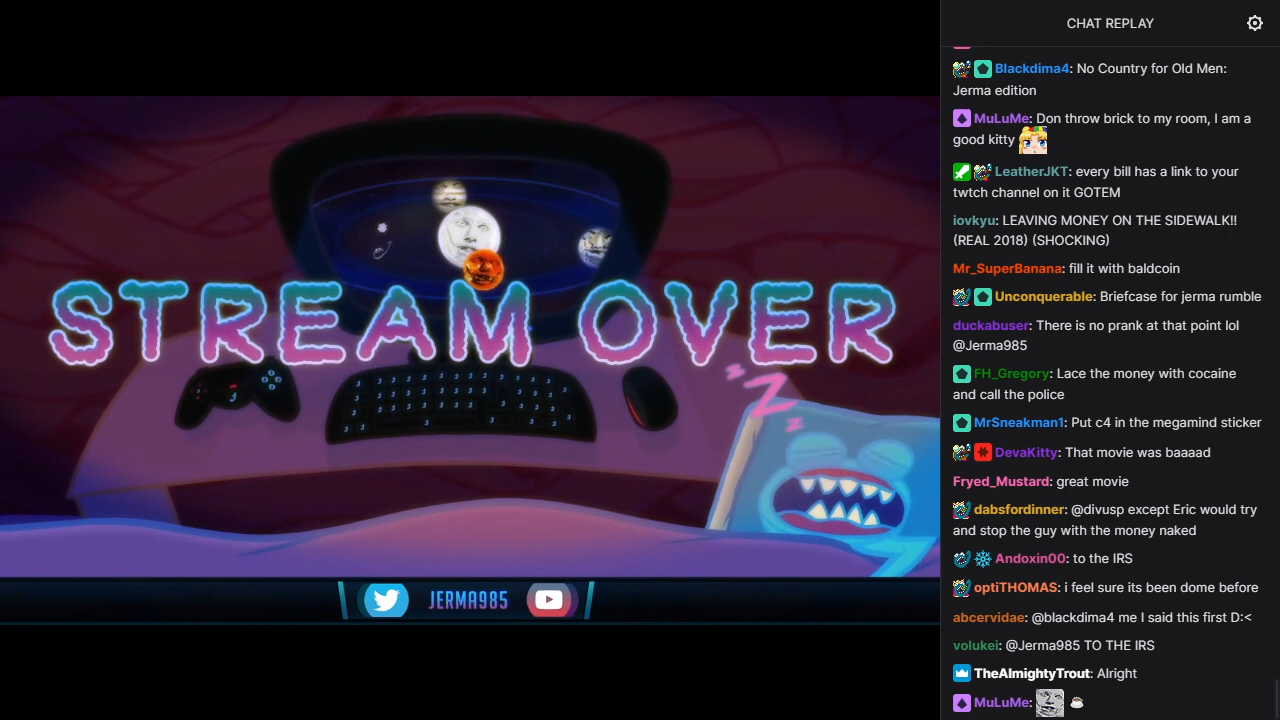 STREAM OVER
z
Z
z
JERMA985
CHAT REPLAY
Blackdima4: No Country for Old Men:
Jerma edition
MuLuMe: Don throw brick to my room, I am a
good kitty
LeatherJKT: every bill has a link to your
twtch channel on it GOTEM
iovkyu: LEAVING MONEY ON THE SIDEWALK!!
(REAL 2018) (SHOCKING)
Mr_SuperBanana: fill it with baldcoin
Unconquerable: Briefcase for jerma rumble
duckabuser: There is no prank at that point lol
@Jerma985
FH_Gregory: Lace the money with cocaine
and call the police
MrSneakman1: Put c4 in the megamind sticker
DevaKitty: That movie was baaaad
Fryed_Mustard: great movie
dabsfordinner: @divusp except Eric would try
and stop the guy with the money naked
Andoxin00: to the IRS
optiTHOMAS: i feel sure its been dome before
abcervidae: @blackdima4 me I said this first D:<
volukei: @Jerma985 TO THE IRS
TheAlmightyTrout: Alright
MuLuMe: